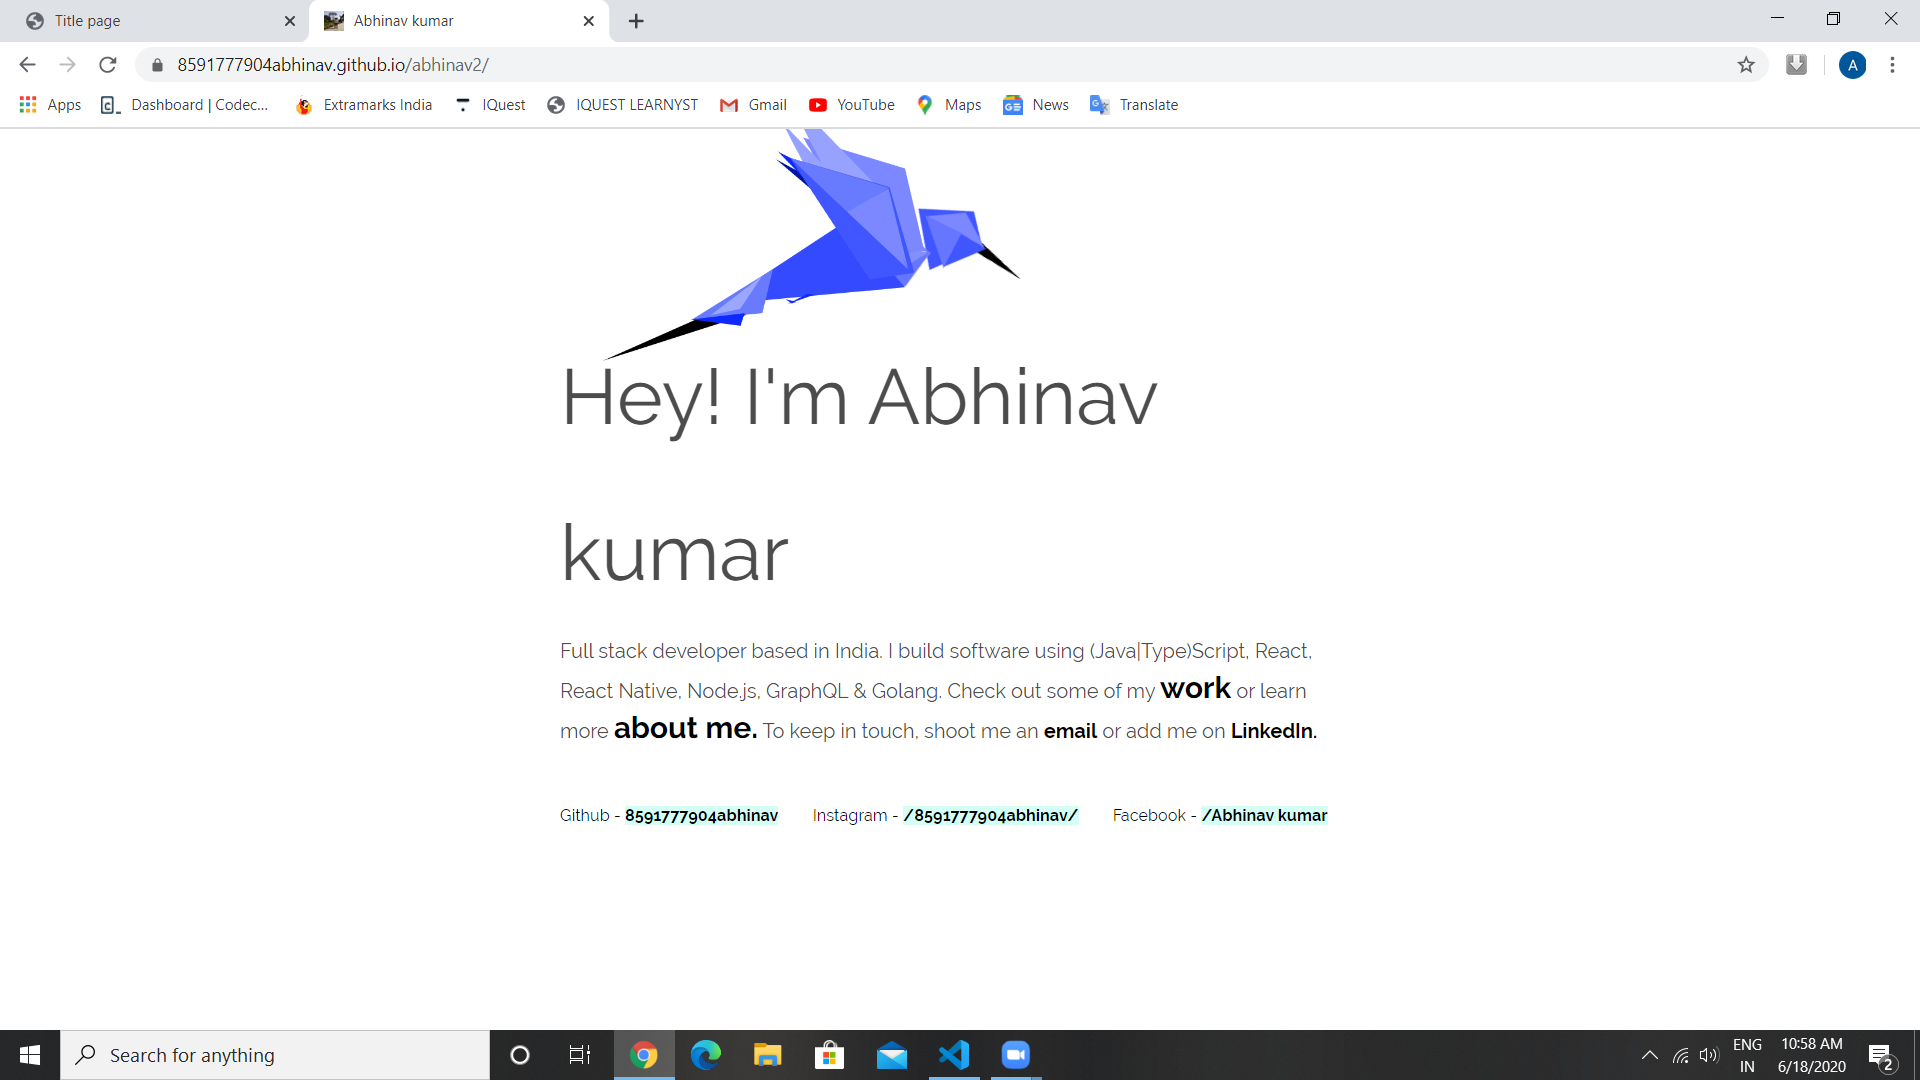 Title page
Abhinav kumar
8591777904abhinav.github.io/abhinav2/
A
Apps
Dashboard | Codec...
Extramarks India
IQuest
IQUEST LEARNYST
Gmail
YouTube
Maps
News
Translate
Hey! I'm Abhinav
kumar
Full stack developer based in India. I build software using (Java|Type)Script, React,
React Native, Node.js, GraphQL & Golang. Check out some of my work or learn
more about me. To keep in touch, shoot me an email or add me on LinkedIn.
Github - 8591777904abhinav
Instagram - /8591777904abhinav/
Facebook - /Abhinav kumar
Search for anything
ENG
IN
10:58 AM
6/18/2020
2